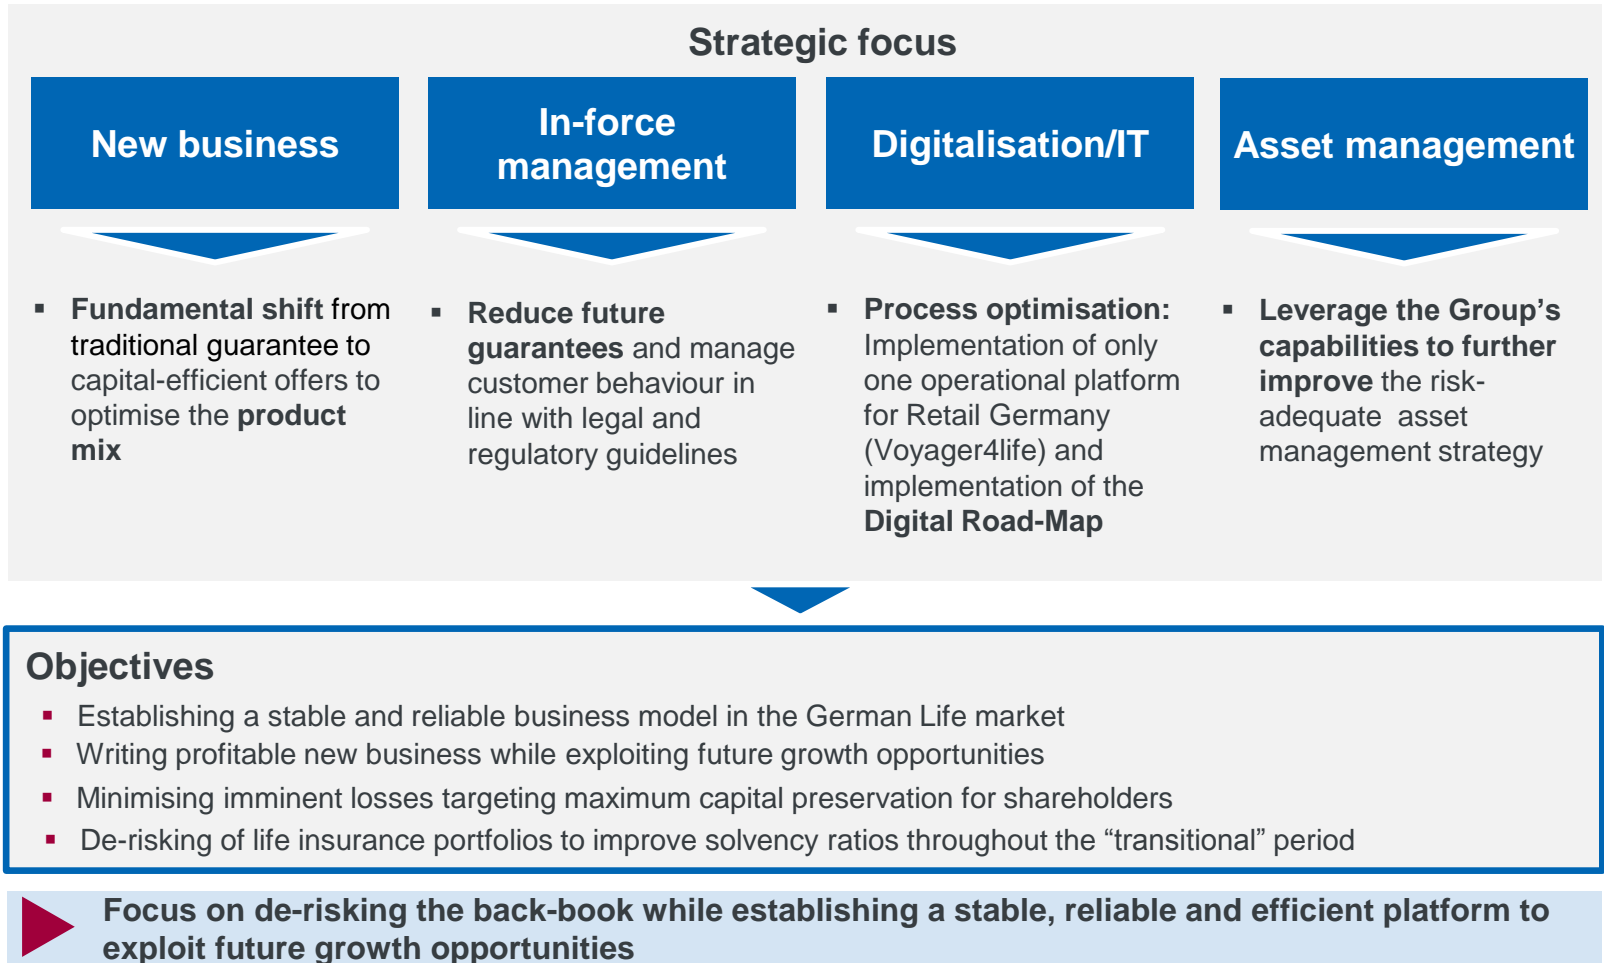 Strategic focus
New business
In-force
management
Digitalisation/IT
Asset management
▪ Fundamental shift from
traditional guarantee to
capital-efficient offers to
optimise the product
mix
▪ Reduce future
guarantees and manage
customer behaviour in
line with legal and
regulatory guidelines
▪ Process optimisation:
Implementation of only
one operational platform
for Retail Germany
(Voyager4life) and
implementation of the
Digital Road-Map
▪ Leverage the Group’s
capabilities to further
improve the risk-
adequate asset
management strategy
Objectives
▪ Establishing a stable and reliable business model in the German Life market
▪ Writing profitable new business while exploiting future growth opportunities
▪ Minimising imminent losses targeting maximum capital preservation for shareholders
▪ De-risking of life insurance portfolios to improve solvency ratios throughout the “transitional” period
Focus on de-risking the back-book while establishing a stable, reliable and efficient platform to
exploit future growth opportunities